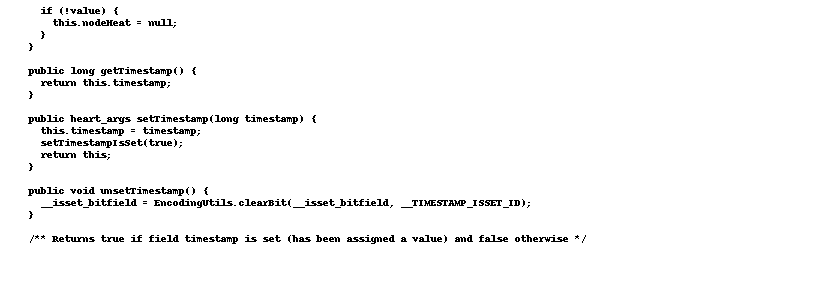 if (!value) {
this.nodeHeat = null;
}
}
public long getTimestamp() {
return this.timestamp;
}
public heart_args setTimestamp(long timestamp) {
this.timestamp = timestamp;
setTimestampIsSet(true);
return this;
}
public void unsetTimestamp() {
__isset_bitfield = EncodingUtils.clearBit(__isset_bitfield, __TIMESTAMP_ISSET_ID);
}
/** Returns true if field timestamp is set (has been assigned a value) and false otherwise */